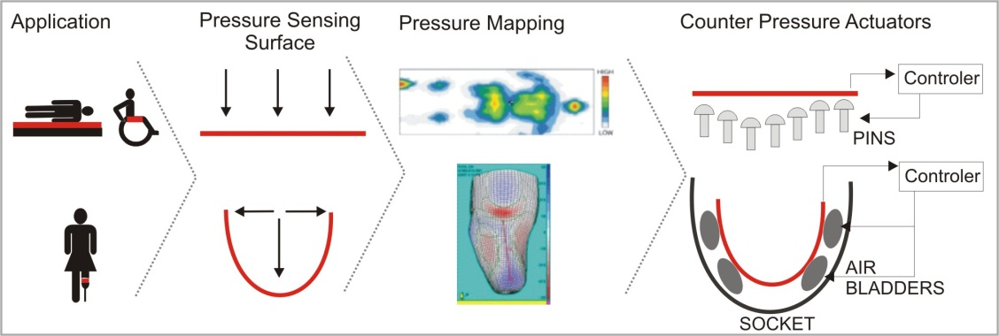 Application
Pressure Sensing
Surface
Pressure Mapping
Counter Pressure Actuators
HIGH
LOW
Controler
PINS
Controler
AIR
BLADDERS
SOCKET